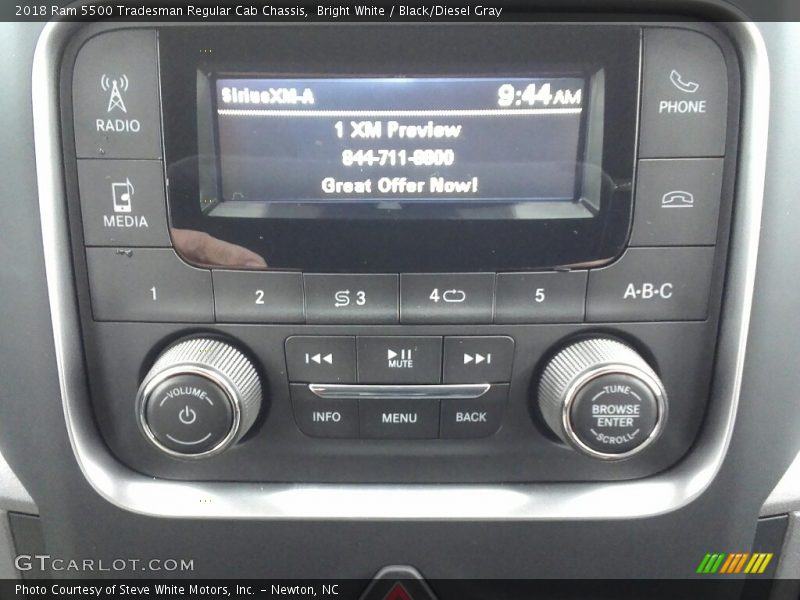 2018 Ram 5500 Tradesman Regular Cab Chassis, Bright White / Black/Diesel Gray
RADIO
SiriusXM-A
9:44AM
PHONE
1 XM Preview
844-711-8800
Great Offer Now!
MEDIA
1
2
3
4
5
A-B-C
MUTE
VOLUME
INFO
MENU
BACK
TUNE
BROWSE
ENTER
SCROLL
GTCARLOT.COM
Photo Courtesy of Steve White Motors, Inc. – Newton, NC